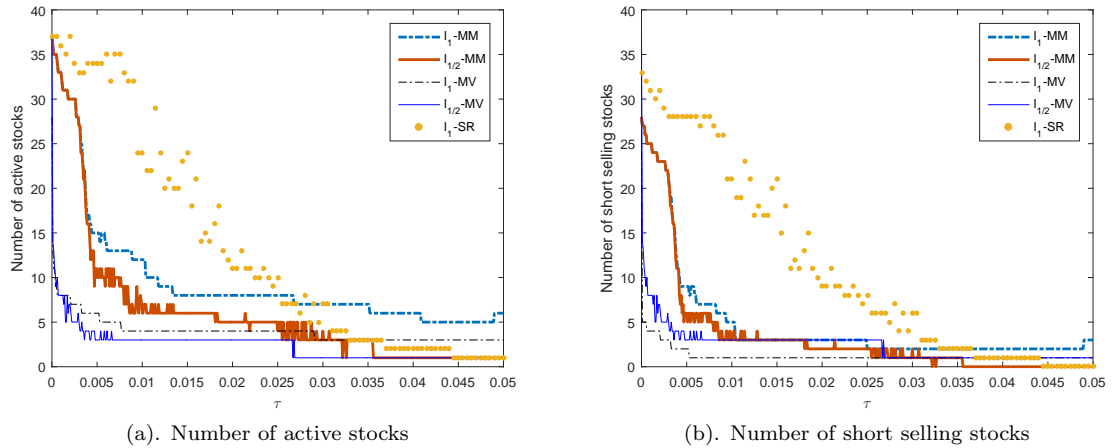 40
35
30
25
20
15
10
5
0
Number of active stocks
0 0.005 0.01 0.015 0.02 0.025 0.03 0.035 0.04 0.045 0.05
τ
l1-MM
l1/2-MM
l1-MV
l1/2-MV
l1-SR
(a). Number of active stocks
40
35
30
25
20
15
10
5
0
Number of short selling stocks
0 0.005 0.01 0.015 0.02 0.025 0.03 0.035 0.04 0.045 0.05
τ
l1-MM
l1/2-MM
l1-MV
l1/2-MV
l1-SR
(b). Number of short selling stocks